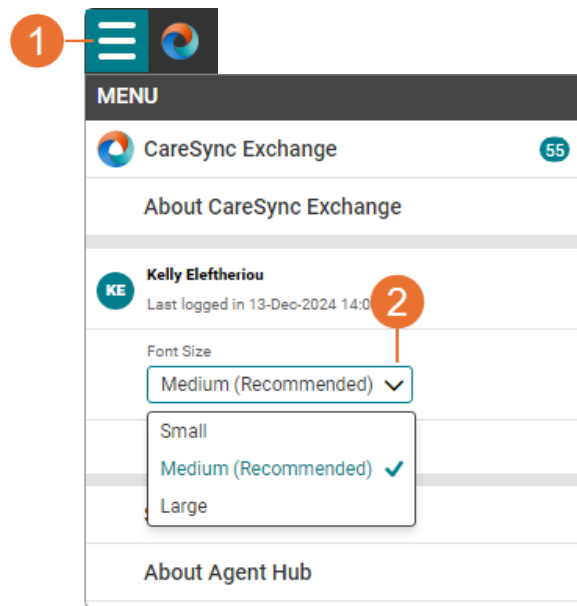 1
MENU
CareSync Exchange 55
About CareSync Exchange
KE Kelly Eleftheriou
Last logged in 13-Dec-2024 14:0
2
Font Size
Medium (Recommended)
Small
Medium (Recommended)
Large
About Agent Hub